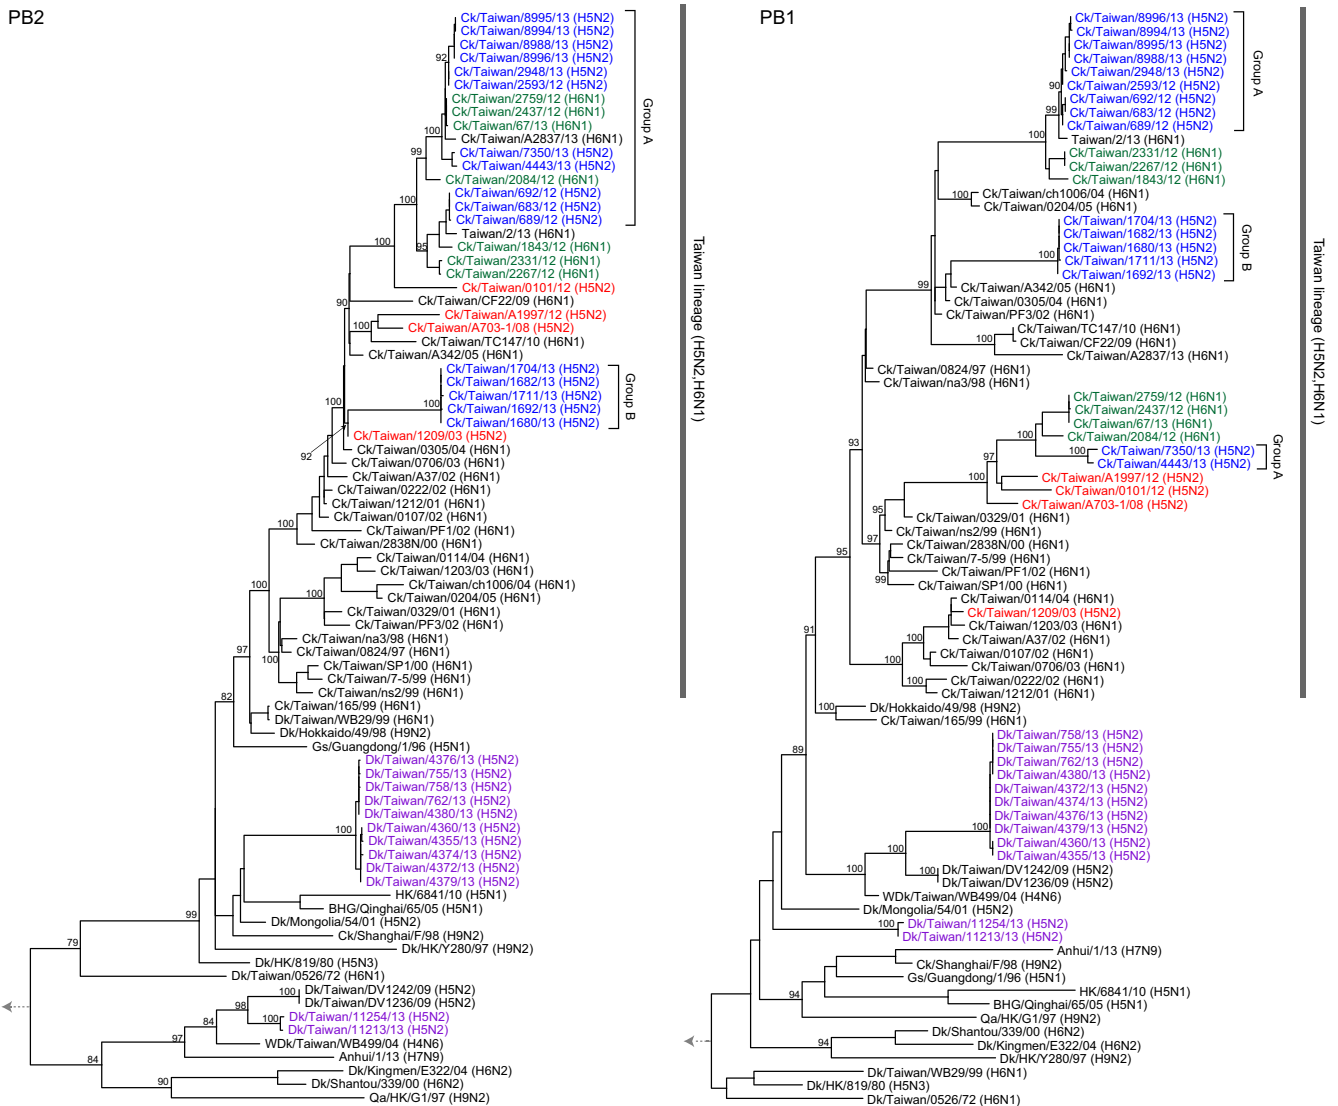 PB2
Ck/Taiwan/8995/13 (H5N2)
Ck/Taiwan/8994/13 (H5N2)
Ck/Taiwan/8988/13 (H5N2)
Ck/Taiwan/8996/13 (H5N2)
92
Ck/Taiwan/2948/13 (H5N2)
Ck/Taiwan/2593/12 (H5N2)
Ck/Taiwan/2759/12 (H6N1)
Ck/Taiwan/2437/12 (H6N1)
Ck/Taiwan/67/13 (H6N1)
100
Ck/Taiwan/A2837/13 (H6N1)
Ck/Taiwan/7350/13 (H5N2)
99
Ck/Taiwan/4443/13 (H5N2)
Ck/Taiwan/2084/12 (H6N1)
Ck/Taiwan/692/12 (H5N2)
100
Ck/Taiwan/683/12 (H5N2)
Ck/Taiwan/689/12 (H5N2)
Group A
Taiwan/2/13 (H6N1)
100
95
Ck/Taiwan/1843/12 (H6N1)
Ck/Taiwan/2331/12 (H6N1)
Ck/Taiwan/2267/12 (H6N1)
Ck/Taiwan/0101/12 (H5N2)
90
Ck/Taiwan/CF22/09 (H6N1)
Ck/Taiwan/A1997/12 (H5N2)
100
Ck/Taiwan/A703-1/08 (H5N2)
Ck/Taiwan/TC147/10 (H6N1)
Ck/Taiwan/A342/05 (H6N1)
Ck/Taiwan/1704/13 (H5N2)
Ck/Taiwan/1682/13 (H5N2)
Ck/Taiwan/1711/13 (H5N2)
100
100
Ck/Taiwan/1692/13 (H5N2)
Ck/Taiwan/1680/13 (H5N2)
Group B
Ck/Taiwan/1209/03 (H5N2)
92
Ck/Taiwan/0305/04 (H6N1)
Ck/Taiwan/0706/03 (H6N1)
Ck/Taiwan/A37/02 (H6N1)
Ck/Taiwan/0222/02 (H6N1)
Ck/Taiwan/1212/01 (H6N1)
Ck/Taiwan/0107/02 (H6N1)
100
Ck/Taiwan/PF1/02 (H6N1)
Ck/Taiwan/2838N/00 (H6N1)
Ck/Taiwan/0114/04 (H6N1)
Ck/Taiwan/1203/03 (H6N1)
100
Ck/Taiwan/ch1006/04 (H6N1)
100
Ck/Taiwan/0204/05 (H6N1)
Ck/Taiwan/0329/01 (H6N1)
Ck/Taiwan/PF3/02 (H6N1)
Ck/Taiwan/na3/98 (H6N1)
97
Ck/Taiwan/0824/97 (H6N1)
100
Ck/Taiwan/SP1/00 (H6N1)
Ck/Taiwan/7-5/99 (H6N1)
Ck/Taiwan/ns2/99 (H6N1)
82
Ck/Taiwan/165/99 (H6N1)
Dk/Taiwan/WB29/99 (H6N1)
Dk/Hokkaido/49/98 (H9N2)
Taiwan lineage (H5N2,H6N1)
Gs/Guangdong/1/96 (H5N1)
Dk/Taiwan/4376/13 (H5N2)
Dk/Taiwan/755/13 (H5N2)
Dk/Taiwan/758/13 (H5N2)
Dk/Taiwan/762/13 (H5N2)
Dk/Taiwan/4380/13 (H5N2)
100
Dk/Taiwan/4360/13 (H5N2)
Dk/Taiwan/4355/13 (H5N2)
Dk/Taiwan/4374/13 (H5N2)
Dk/Taiwan/4372/13 (H5N2)
Dk/Taiwan/4379/13 (H5N2)
HK/6841/10 (H5N1)
BHG/Qinghai/65/05 (H5N1)
99
Dk/Mongolia/54/01 (H5N2)
Ck/Shanghai/F/98 (H9N2)
79
Dk/HK/Y280/97 (H9N2)
Dk/HK/819/80 (H5N3)
Dk/Taiwan/0526/72 (H6N1)
100
Dk/Taiwan/DV1242/09 (H5N2)
98
Dk/Taiwan/DV1236/09 (H5N2)
84
100
Dk/Taiwan/11254/13 (H5N2)
Dk/Taiwan/11213/13 (H5N2)
97
WDk/Taiwan/WB499/04 (H4N6)
84
Anhui/1/13 (H7N9)
Dk/Kingmen/E322/04 (H6N2)
90
Dk/Shantou/339/00 (H6N2)
Qa/HK/G1/97 (H9N2)
PB1
Ck/Taiwan/8996/13 (H5N2)
Ck/Taiwan/8994/13 (H5N2)
Ck/Taiwan/8995/13 (H5N2)
Ck/Taiwan/8988/13 (H5N2)
Ck/Taiwan/2948/13 (H5N2)
90
Ck/Taiwan/2593/12 (H5N2)
Ck/Taiwan/692/12 (H5N2)
99
Ck/Taiwan/683/12 (H5N2)
Ck/Taiwan/689/12 (H5N2)
Group A
100
Taiwan/2/13 (H6N1)
Ck/Taiwan/2331/12 (H6N1)
Ck/Taiwan/2267/12 (H6N1)
Ck/Taiwan/1843/12 (H6N1)
100
Ck/Taiwan/ch1006/04 (H6N1)
Ck/Taiwan/0204/05 (H6N1)
Ck/Taiwan/1704/13 (H5N2)
Ck/Taiwan/1682/13 (H5N2)
Ck/Taiwan/1680/13 (H5N2)
100
Ck/Taiwan/1711/13 (H5N2)
Ck/Taiwan/1692/13 (H5N2)
Group B
99
Ck/Taiwan/A342/05 (H6N1)
Ck/Taiwan/0305/04 (H6N1)
Ck/Taiwan/PF3/02 (H6N1)
Ck/Taiwan/TC147/10 (H6N1)
100
Ck/Taiwan/CF22/09 (H6N1)
Ck/Taiwan/A2837/13 (H6N1)
Ck/Taiwan/0824/97 (H6N1)
Ck/Taiwan/na3/98 (H6N1)
Ck/Taiwan/2759/12 (H6N1)
Ck/Taiwan/2437/12 (H6N1)
Ck/Taiwan/67/13 (H6N1)
100
Ck/Taiwan/2084/12 (H6N1)
93
100
Ck/Taiwan/7350/13 (H5N2)
97
Ck/Taiwan/4443/13 (H5N2)
Group A
100
Ck/Taiwan/A1997/12 (H5N2)
Ck/Taiwan/0101/12 (H5N2)
Ck/Taiwan/A703-1/08 (H5N2)
95
Ck/Taiwan/0329/01 (H6N1)
Ck/Taiwan/ns2/99 (H6N1)
97
Ck/Taiwan/2838N/00 (H6N1)
95
Ck/Taiwan/7-5/99 (H6N1)
Ck/Taiwan/PF1/02 (H6N1)
99
Ck/Taiwan/SP1/00 (H6N1)
Ck/Taiwan/0114/04 (H6N1)
Ck/Taiwan/1209/03 (H5N2)
91
Ck/Taiwan/1203/03 (H6N1)
100
Ck/Taiwan/A37/02 (H6N1)
Ck/Taiwan/0107/02 (H6N1)
100
Ck/Taiwan/0706/03 (H6N1)
100
Ck/Taiwan/0222/02 (H6N1)
Ck/Taiwan/1212/01 (H6N1)
Taiwan lineage (H5N2,H6N1)
100
Dk/Hokkaido/49/98 (H9N2)
Ck/Taiwan/165/99 (H6N1)
Dk/Taiwan/758/13 (H5N2)
89
Dk/Taiwan/755/13 (H5N2)
Dk/Taiwan/762/13 (H5N2)
Dk/Taiwan/4380/13 (H5N2)
Dk/Taiwan/4372/13 (H5N2)
Dk/Taiwan/4374/13 (H5N2)
Dk/Taiwan/4376/13 (H5N2)
100
Dk/Taiwan/4379/13 (H5N2)
Dk/Taiwan/4360/13 (H5N2)
100
Dk/Taiwan/4355/13 (H5N2)
100
100
Dk/Taiwan/DV1242/09 (H5N2)
Dk/Taiwan/DV1236/09 (H5N2)
WDk/Taiwan/WB499/04 (H4N6)
Dk/Mongolia/54/01 (H5N2)
100
Dk/Taiwan/11254/13 (H5N2)
Dk/Taiwan/11213/13 (H5N2)
Anhui/1/13 (H7N9)
Ck/Shanghai/F/98 (H9N2)
Gs/Guangdong/1/96 (H5N1)
94
HK/6841/10 (H5N1)
BHG/Qinghai/65/05 (H5N1)
Qa/HK/G1/97 (H9N2)
Dk/Shantou/339/00 (H6N2)
94
Dk/Kingmen/E322/04 (H6N2)
Dk/HK/Y280/97 (H9N2)
Dk/Taiwan/WB29/99 (H6N1)
Dk/HK/819/80 (H5N3)
Dk/Taiwan/0526/72 (H6N1)